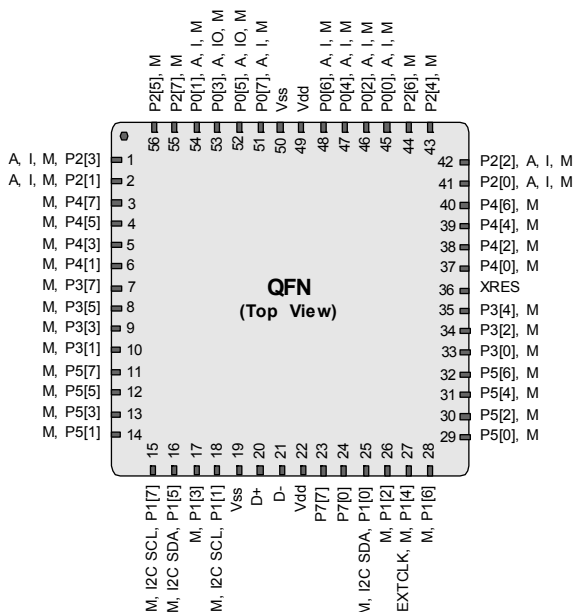 P2[5], M
P2[7], M
P0[1], A, I, M
P0[3], A, IO, M
P0[5], A, IO, M
P0[7], A, I, M
Vss
Vdd
P0[6], A, I, M
P0[4], A, I, M
P0[2], A, I, M
P0[0], A, I, M
P2[6], M
P2[4], M
56
55
54
53
52
51
50
49
48
47
46
45
44
43
A, I, M, P2[3] 1
A, I, M, P2[1] 2
M, P4[7] 3
M, P4[5] 4
M, P4[3] 5
M, P4[1] 6
M, P3[7] 7
M, P3[5] 8
M, P3[3] 9
M, P3[1] 10
M, P5[7] 11
M, P5[5] 12
M, P5[3] 13
M, P5[1] 14
QFN
(Top View)
42 P2[2], A, I, M
41 P2[0], A, I, M
40 P4[6], M
39 P4[4], M
38 P4[2], M
37 P4[0], M
36 XRES
35 P3[4], M
34 P3[2], M
33 P3[0], M
32 P5[6], M
31 P5[4], M
30 P5[2], M
29 P5[0], M
15
16
17
18
19
20
21
22
23
24
25
26
27
28
M, I2C SCL, P1[7]
M, I2C SDA, P1[5]
M, P1[3]
M, I2C SCL, P1[1]
Vss
D+
D-
Vdd
P7[7]
P7[0]
M, I2C SDA, P1[0]
M, P1[2]
EXTCLK, M, P1[4]
M, P1[6]